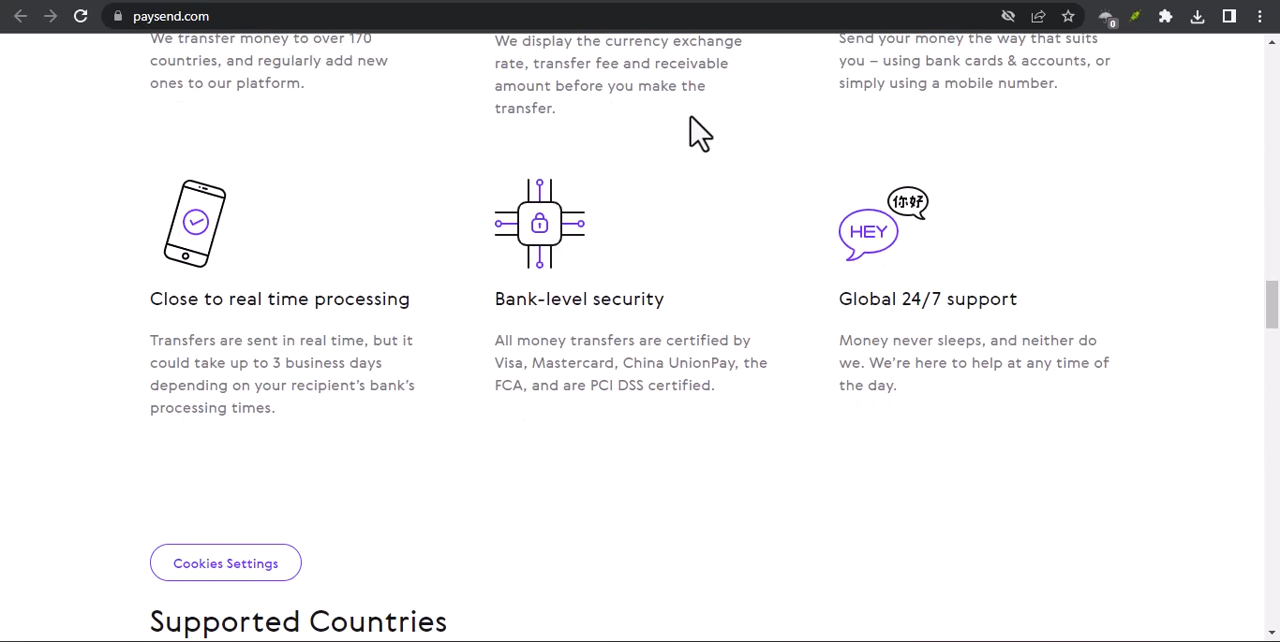 paysend.com
0
We transfer money to over 170
countries, and regularly add new
ones to our platform.
We display the currency exchange
rate, transfer fee and receivable
amount before you make the
transfer.
Send your money the way that suits
you – using bank cards & accounts, or
simply using a mobile number.
Close to real time processing
Transfers are sent in real time, but it
could take up to 3 business days
depending on your recipient's bank's
processing times.
Bank-level security
All money transfers are certified by
Visa, Mastercard, China UnionPay, the
FCA, and are PCI DSS certified.
HEY
你好
Global 24/7 support
Money never sleeps, and neither do
we. We're here to help at any time of
the day.
Cookies Settings
Supported Countries